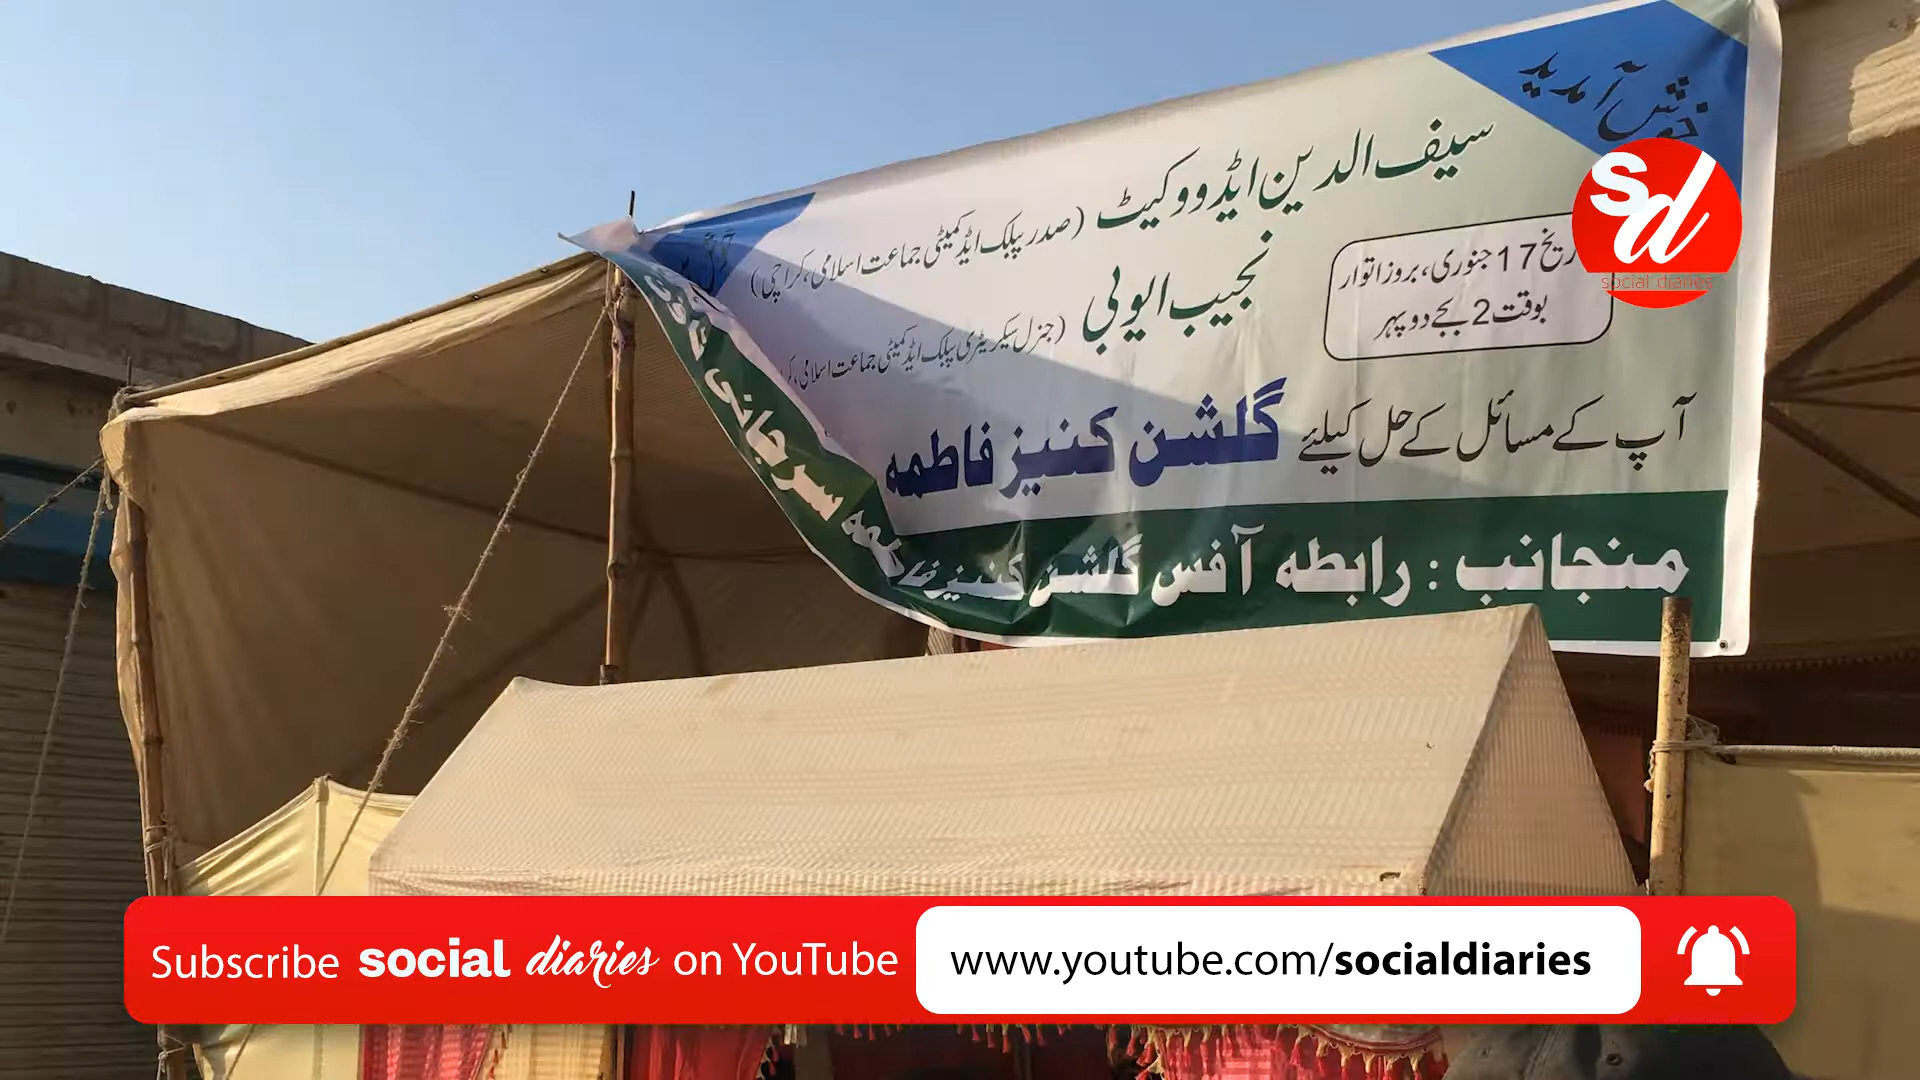 خوش آمدید
سیف الدین ایڈووکیٹ (صدر پبلک ایڈ کمیٹی جماعت اسلامی، کراچی)
نجیب ایوبی (جنرل سیکریٹری پبلک ایڈ کمیٹی جماعت اسلامی،
17 جنوری، بروز اتوار
بوقت 2 بجے دوپہر
آپ کے مسائل کے حل کیلئے گلشن کنیز فاطمہ
منجانب : رابطہ آفس گلشن کنیز
سرجانی
sd
social diaries
Subscribe social diaries on YouTube
www.youtube.com/socialdiaries